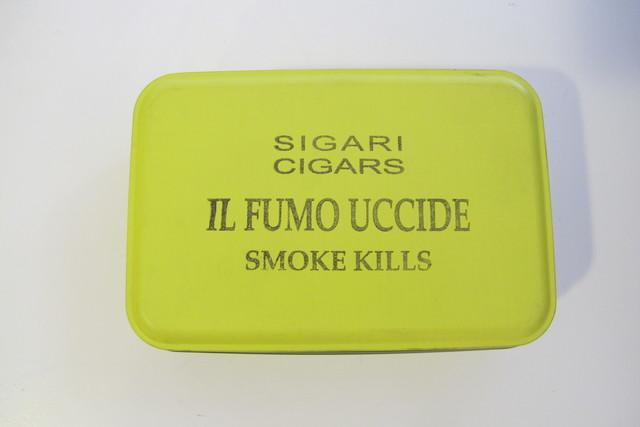 SIGARI
CIGARS
IL FUMO UCCIDE
SMOKE KILLS